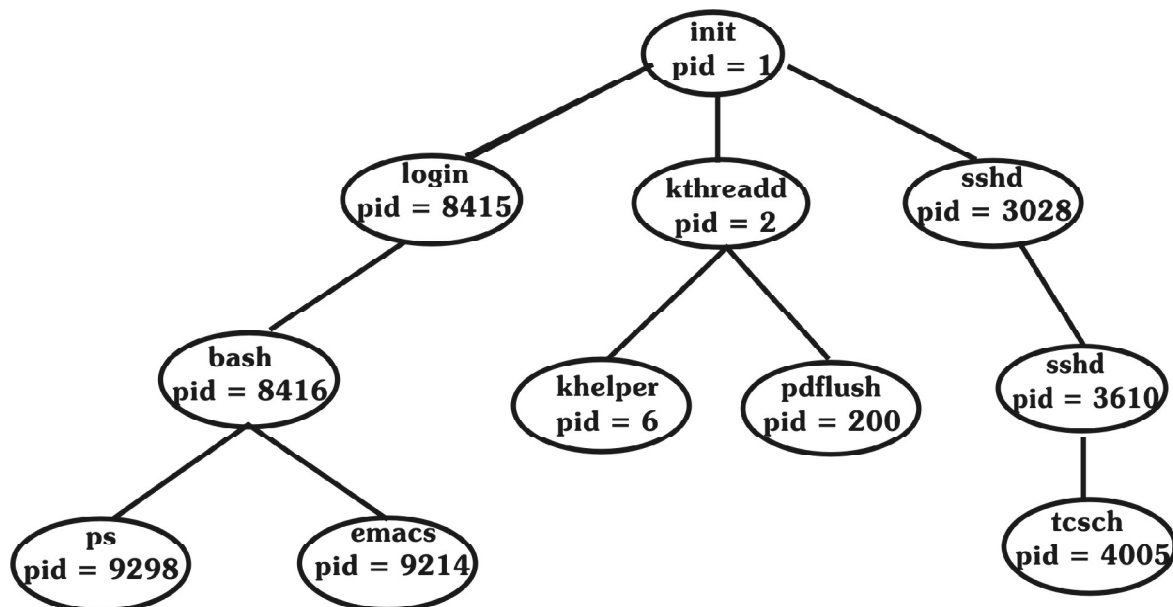 init
pid = 1
login
pid = 8415
kthreadd
pid = 2
sshd
pid = 3028
bash
pid = 8416
khelper
pid = 6
pdflush
pid = 200
sshd
pid = 3610
ps
pid = 9298
emacs
pid = 9214
tcsch
pid = 4005